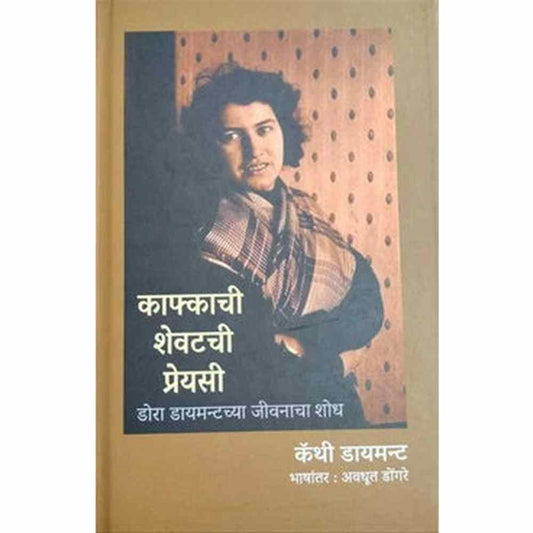 काफ्काची
शेवटची
प्रेयसी
डोरा डायमन्टच्या जीवनाचा शोध
कॅथी डायमन्ट
भाषांतर : अवधूत डोंगरे